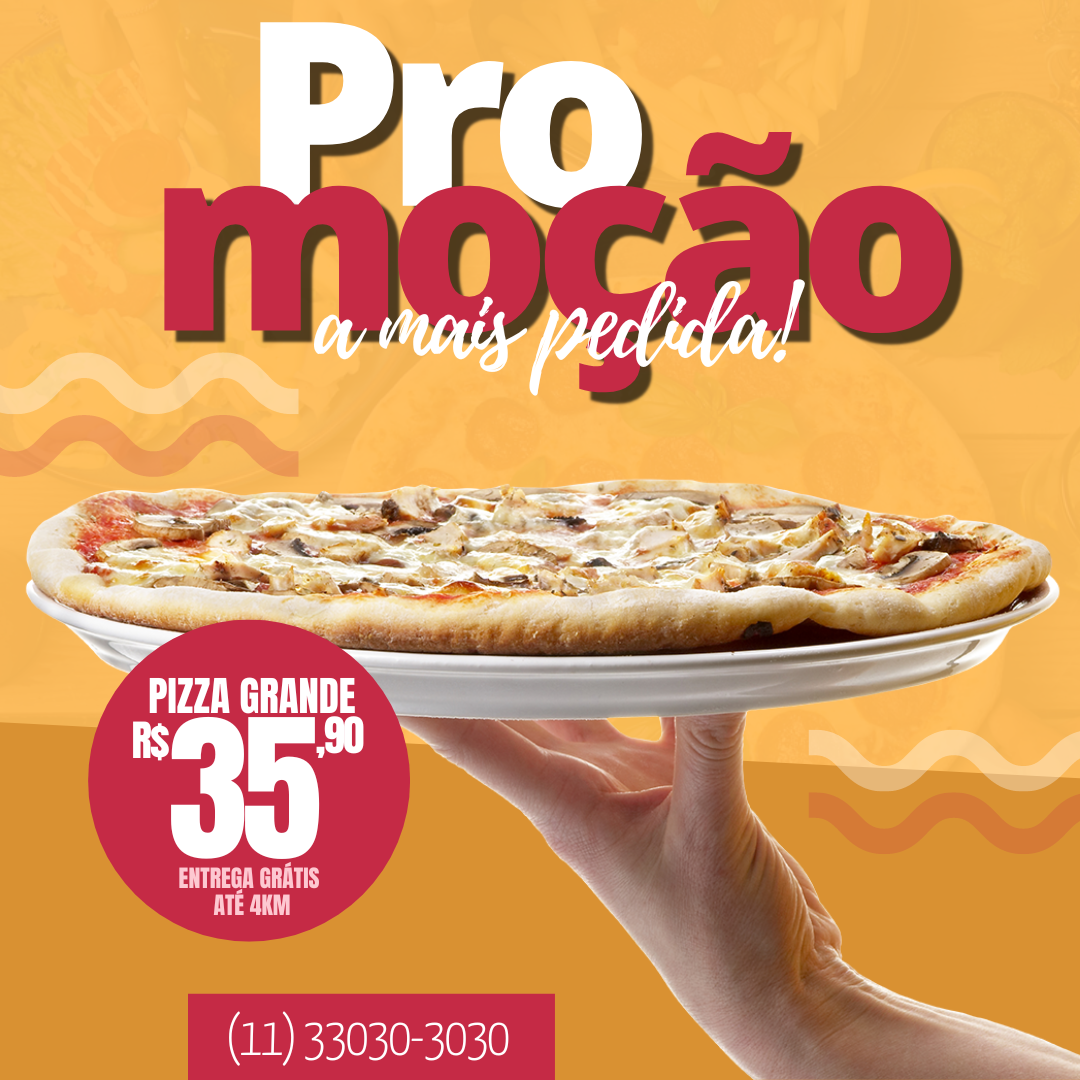 Pro
moção
a mais pedida!
PIZZA GRANDE
R$35,90
ENTREGA GRÁTIS
ATÉ 4KM
(11) 33030-3030